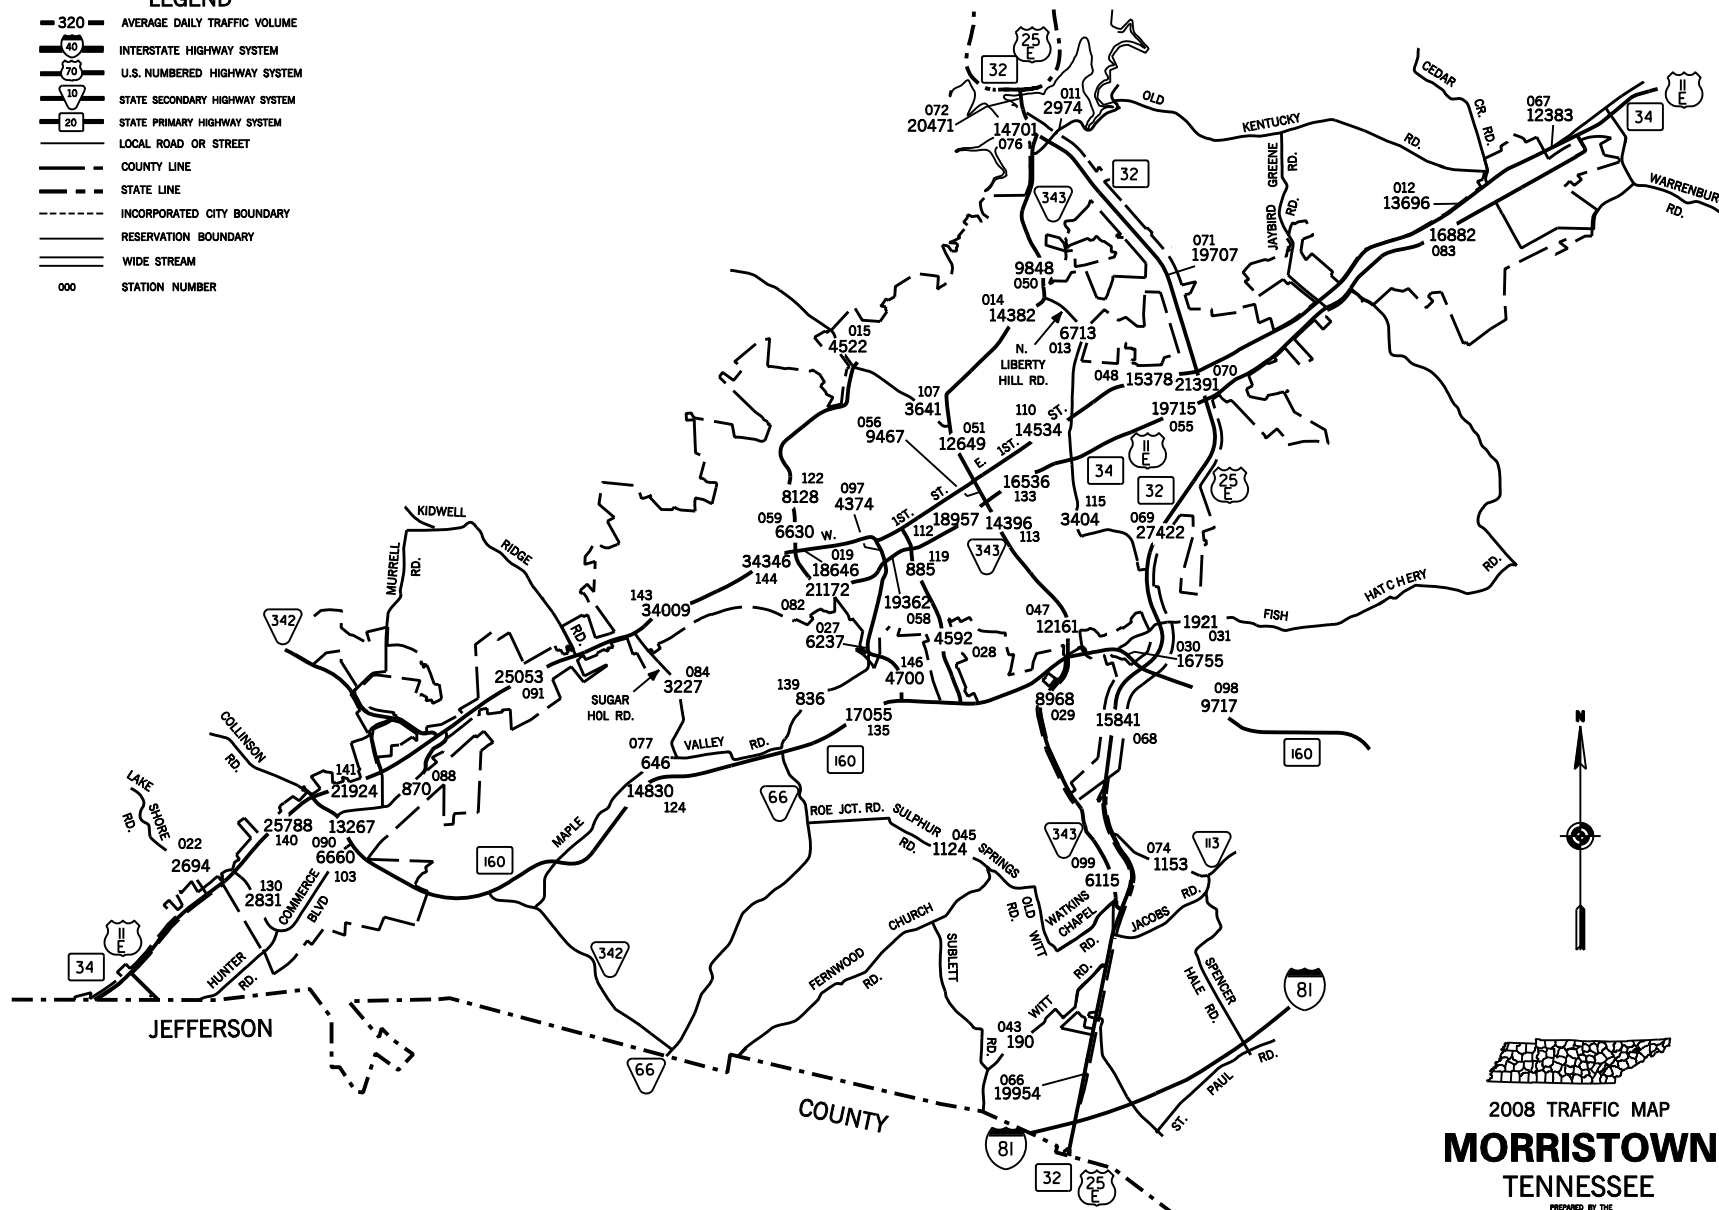 LEGEND
320 AVERAGE DAILY TRAFFIC VOLUME
40 INTERSTATE HIGHWAY SYSTEM
70 U.S. NUMBERED HIGHWAY SYSTEM
10 STATE SECONDARY HIGHWAY SYSTEM
20 STATE PRIMARY HIGHWAY SYSTEM
LOCAL ROAD OR STREET
COUNTY LINE
STATE LINE
INCORPORATED CITY BOUNDARY
RESERVATION BOUNDARY
WIDE STREAM
000 STATION NUMBER
25
E
32
072
20471
011
2974
14701
076
OLD
KENTUCKY
RD.
CEDAR
CR. RD.
067
12383
11
E
34
WARRENBUR
RD.
32
343
JAYBIRD GREENE
RD.
RD.
012
13696
16882
083
071
19707
9848
050
014
14382
6713
013
N.
LIBERTY
HILL RD.
015
4522
107
3641
048
15378
21391
070
19715
055
110
14534
ST.
056
9467
051
12649
E. 1ST.
11
E
34
32
25
E
16536
133
122
8128
097
4374
059
6630
W.
1ST.
ST.
112
18957
14396
113
343
115
3404
069
27422
019
18646
119
885
34346
144
21172
082
19362
058
143
34009
KIDWELL
RIDGE
RD.
MURRELL
RD.
342
027
6237
4592
028
146
4700
047
12161
1921
031
FISH
HATCHERY
RD.
030
16755
098
9717
160
25053
091
SUGAR
HOL RD.
084
3227
139
836
17055
135
160
8968
029
15841
068
077
646
VALLEY RD.
14830
124
66
COLLINSON
RD.
LAKE
SHORE
RD.
141
21924
088
870
25788
140
13267
090
6660
103
022
2694
130
2831
COMMERCE
BLVD
160
MAPLE
ROE JCT. RD.
SULPHUR
RD.
045
1124
SPRINGS
343
099
6115
074
1153
113
OLD
WITT
RD.
WATKINS
CHAPEL
RD.
JACOBS RD.
CHURCH
FERNWOOD
RD.
SUBLETT
RD.
342
11
E
34
HUNTER
RD.
SPENCER
HALE RD.
81
WITT
RD.
043
190
066
19954
ST. PAUL RD.
JEFFERSON
66
COUNTY
81
32
25
E
N
2008 TRAFFIC MAP
MORRISTOWN
TENNESSEE
PREPARED BY THE